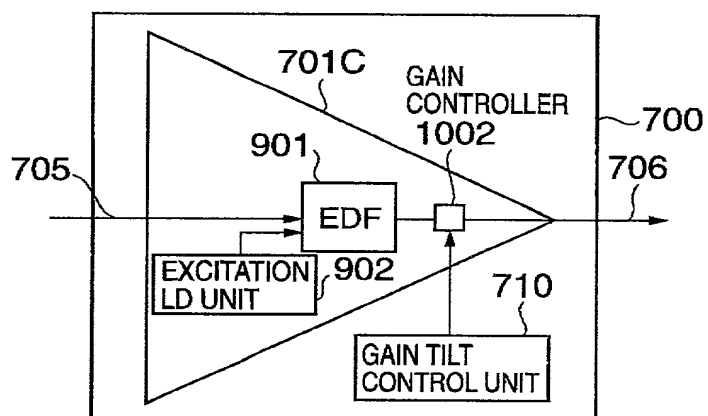 701C
GAIN
CONTROLLER
1002
700
705
901
706
EDF
EXCITATION
LD UNIT
902
710
GAIN TILT
CONTROL UNIT